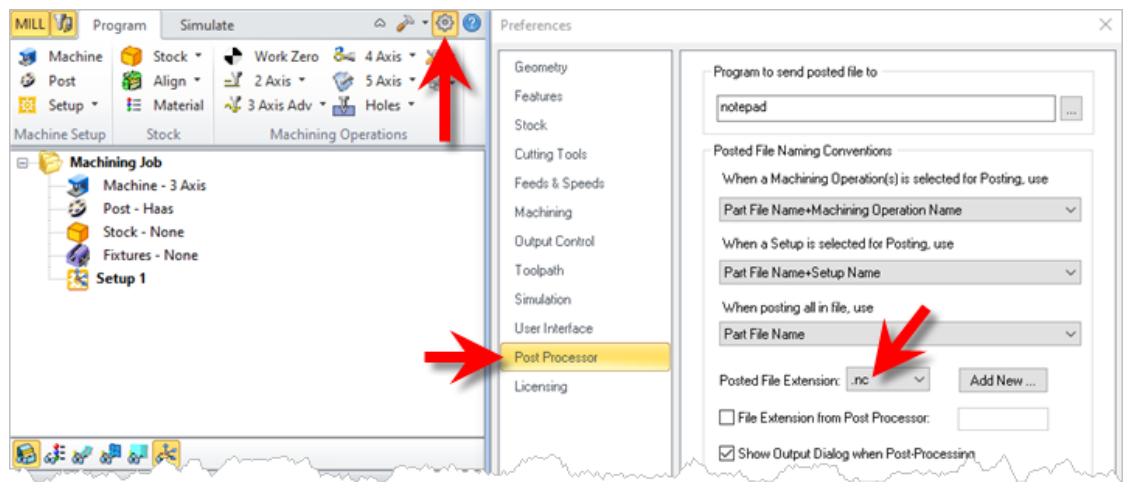 MILL Program Simulate
Machine Stock Work Zero 4 Axis
Post Align 2 Axis 5 Axis
Setup Material 3 Axis Adv Holes
Machine Setup Stock Machining Operations
Machining Job
Machine - 3 Axis
Post - Haas
Stock - None
Fixtures - None
Setup 1
Preferences
Geometry
Features
Stock
Cutting Tools
Feeds & Speeds
Machining
Output Control
Toolpath
Simulation
User Interface
Post Processor
Licensing
Program to send posted file to
notepad
...
Posted File Naming Conventions
When a Machining Operation(s) is selected for Posting, use
Part File Name+Machining Operation Name
When a Setup is selected for Posting, use
Part File Name+Setup Name
When posting all in file, use
Part File Name
Posted File Extension: .nc Add New ...
File Extension from Post Processor:
Show Output Dialog when Post-Processing